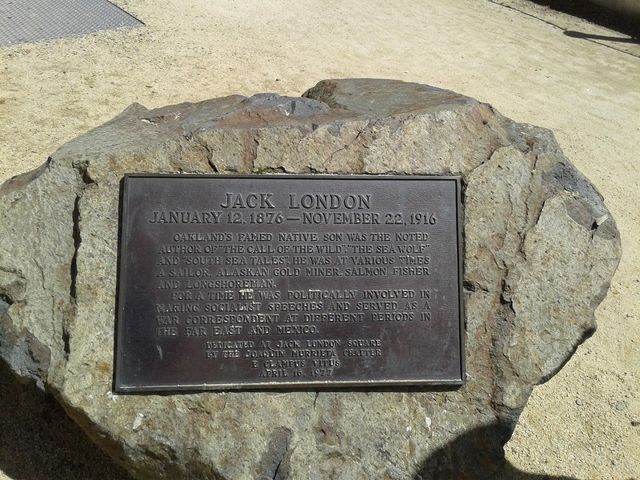 JACK LONDON
JANUARY 12, 1876 — NOVEMBER 22, 1916
OAKLAND'S FAMED NATIVE SON WAS THE NOTED
AUTHOR OF "THE CALL OF THE WILD," "THE SEA WOLF"
AND "SOUTH SEA TALES". HE WAS AT VARIOUS TIMES
A SAILOR, ALASKAN GOLD MINER, SALMON FISHER
AND LONGSHOREMAN.
FOR A TIME HE WAS POLITICALLY INVOLVED IN
MAKING SOCIALIST SPEECHES AND SERVED AS A
WAR CORRESPONDENT AT DIFFERENT PERIODS IN
THE FAR EAST AND MEXICO.
DEDICATED AT JACK LONDON SQUARE
BY THE JOAQUIN MURRIETA CHAPTER
E CLAMPUS VITUS
APRIL 16, 1977